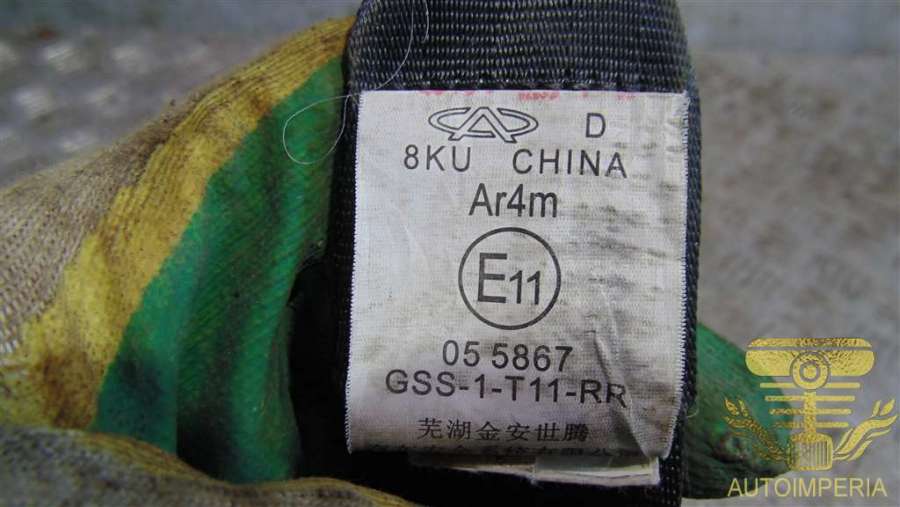 D
8KU CHINA
Ar4m
E11
05 5867
GSS-1-T11-RR
芜湖金安世腾
AUTOIMPERIA